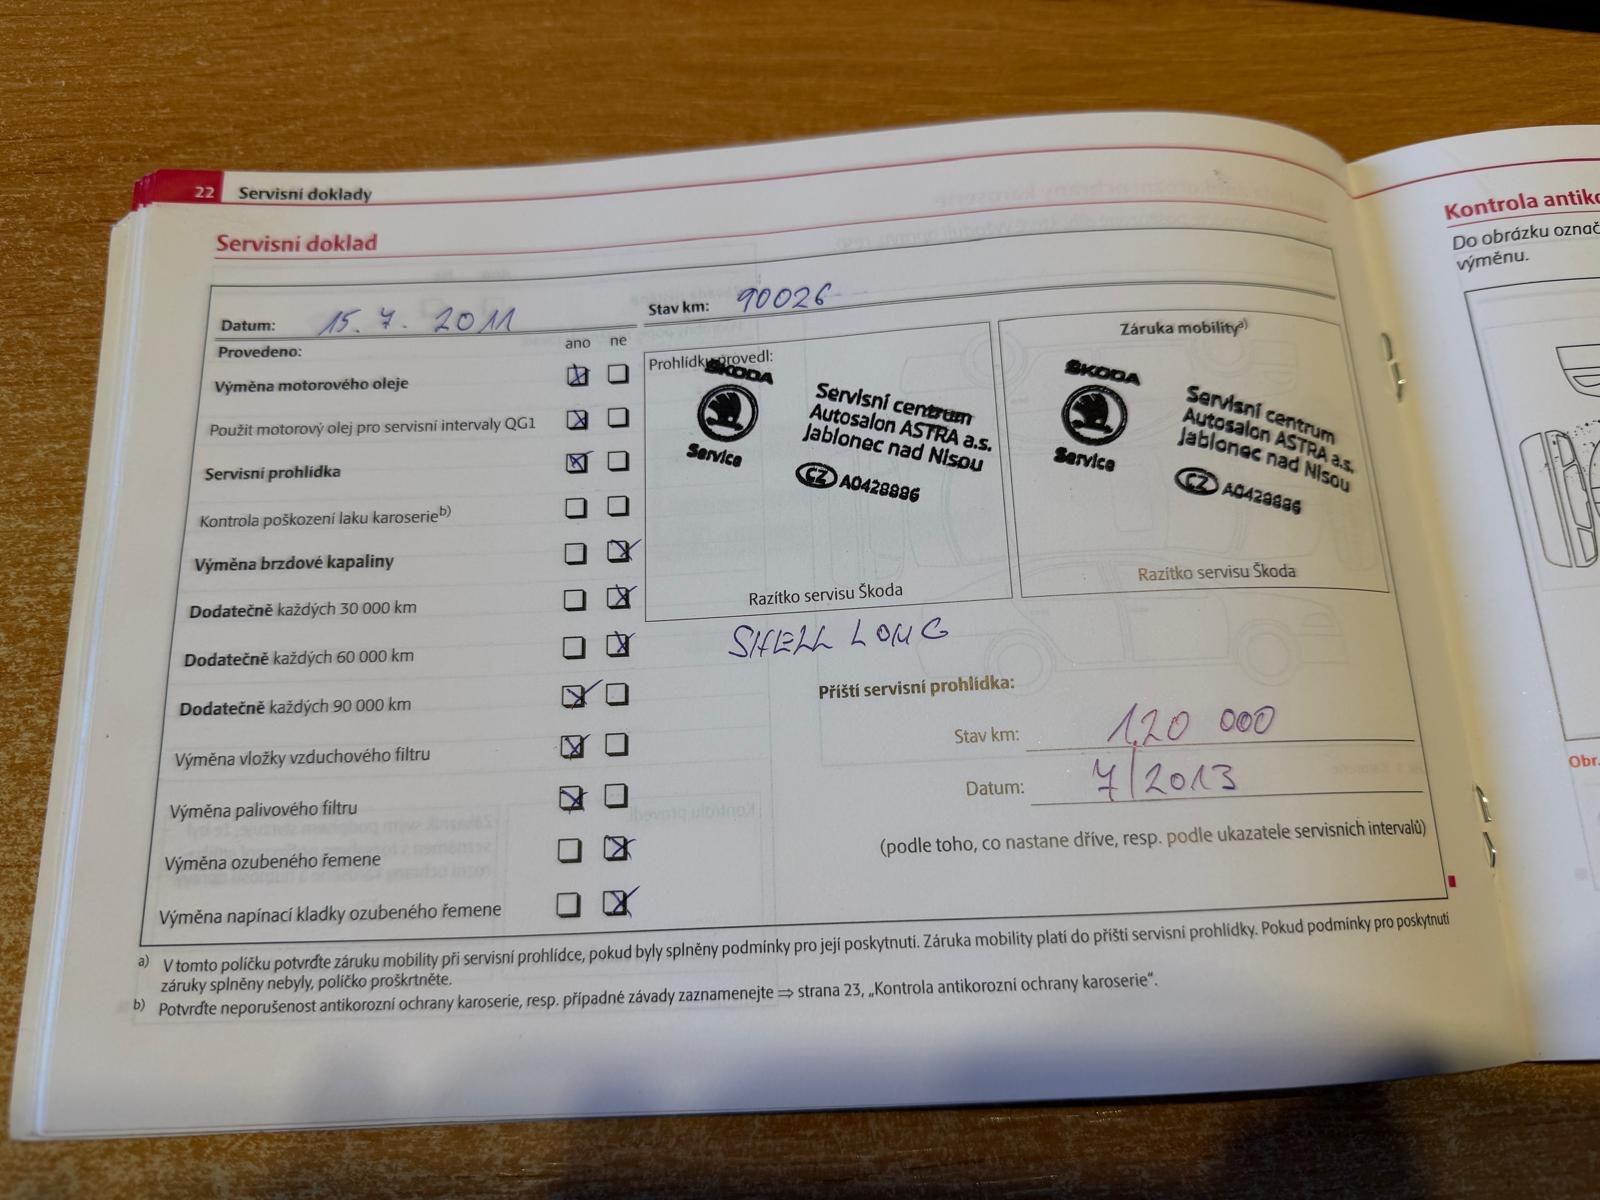 22 Servisní doklady
Servisní doklad
Datum: 15. 7. 2011
Stav km: 90026
Provedeno: ano ne
Výměna motorového oleje
Použit motorový olej pro servisní intervaly QG1
Servisní prohlídka
Kontrola poškození laku karoserieb)
Výměna brzdové kapaliny
Dodatečně každých 30 000 km
Dodatečně každých 60 000 km
Dodatečně každých 90 000 km
Výměna vložky vzduchového filtru
Výměna palivového filtru
Výměna ozubeného řemene
Výměna napínací kladky ozubeného řemene
Prohlídku provedl:
ŠKODA
Service
Servisní centrum
Autosalon ASTRA a.s.
Jablonec nad Nisou
CZ A0428886
Razítko servisu Škoda
Záruka mobilitya)
ŠKODA
Service
Servisní centrum
Autosalon ASTRA a.s.
Jablonec nad Nisou
CZ A0428886
Razítko servisu Škoda
SHELL LONG
Příští servisní prohlídka:
Stav km: 120 000
Datum: 7/2013
(podle toho, co nastane dříve, resp. podle ukazatele servisních intervalů)
a) V tomto políčku potvrďte záruku mobility při servisní prohlídce, pokud byly splněny podmínky pro její poskytnutí. Záruka mobility platí do příští servisní prohlídky. Pokud podmínky pro poskytnutí
záruky splněny nebyly, políčko proškrtněte.
b) Potvrďte neporušenost antikorozní ochrany karoserie, resp. případné závady zaznamenejte ⇒ strana 23, „Kontrola antikorozní ochrany karoserie“.
Kontrola antiko
Do obrázku označ
výměnu.
Obr.